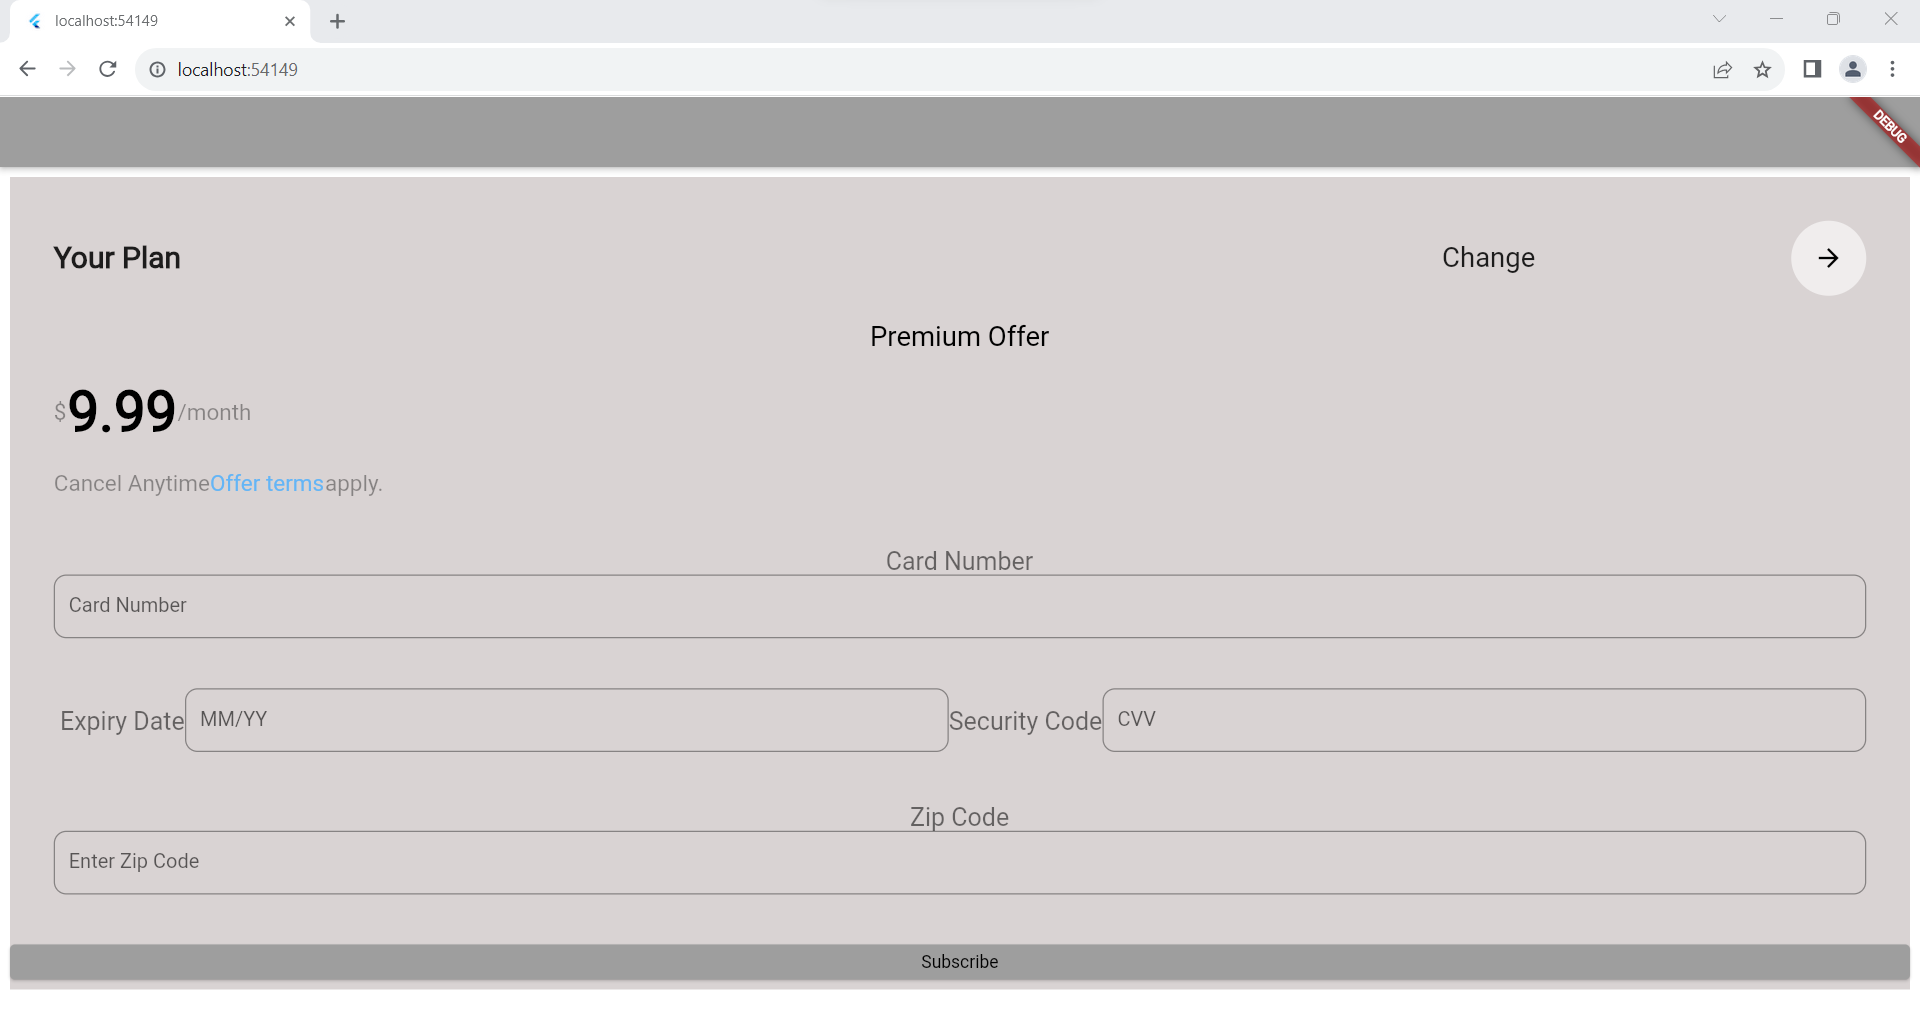 localhost:54149
localhost:54149
DEBUG
Your Plan
Change
Premium Offer
$9.99/month
Cancel AnytimeOffer termsapply.
Card Number
Card Number
Expiry Date
MM/YY
Security Code
CVV
Zip Code
Enter Zip Code
Subscribe